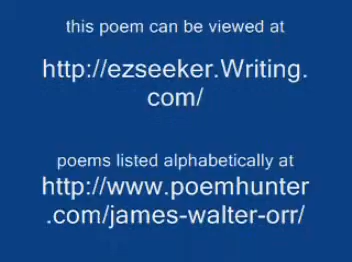 this poem can be viewed at
http://ezseeker.Writing.
com/
poems listed alphabetically at
http://www.poemhunter
.com/james-walter-orr/